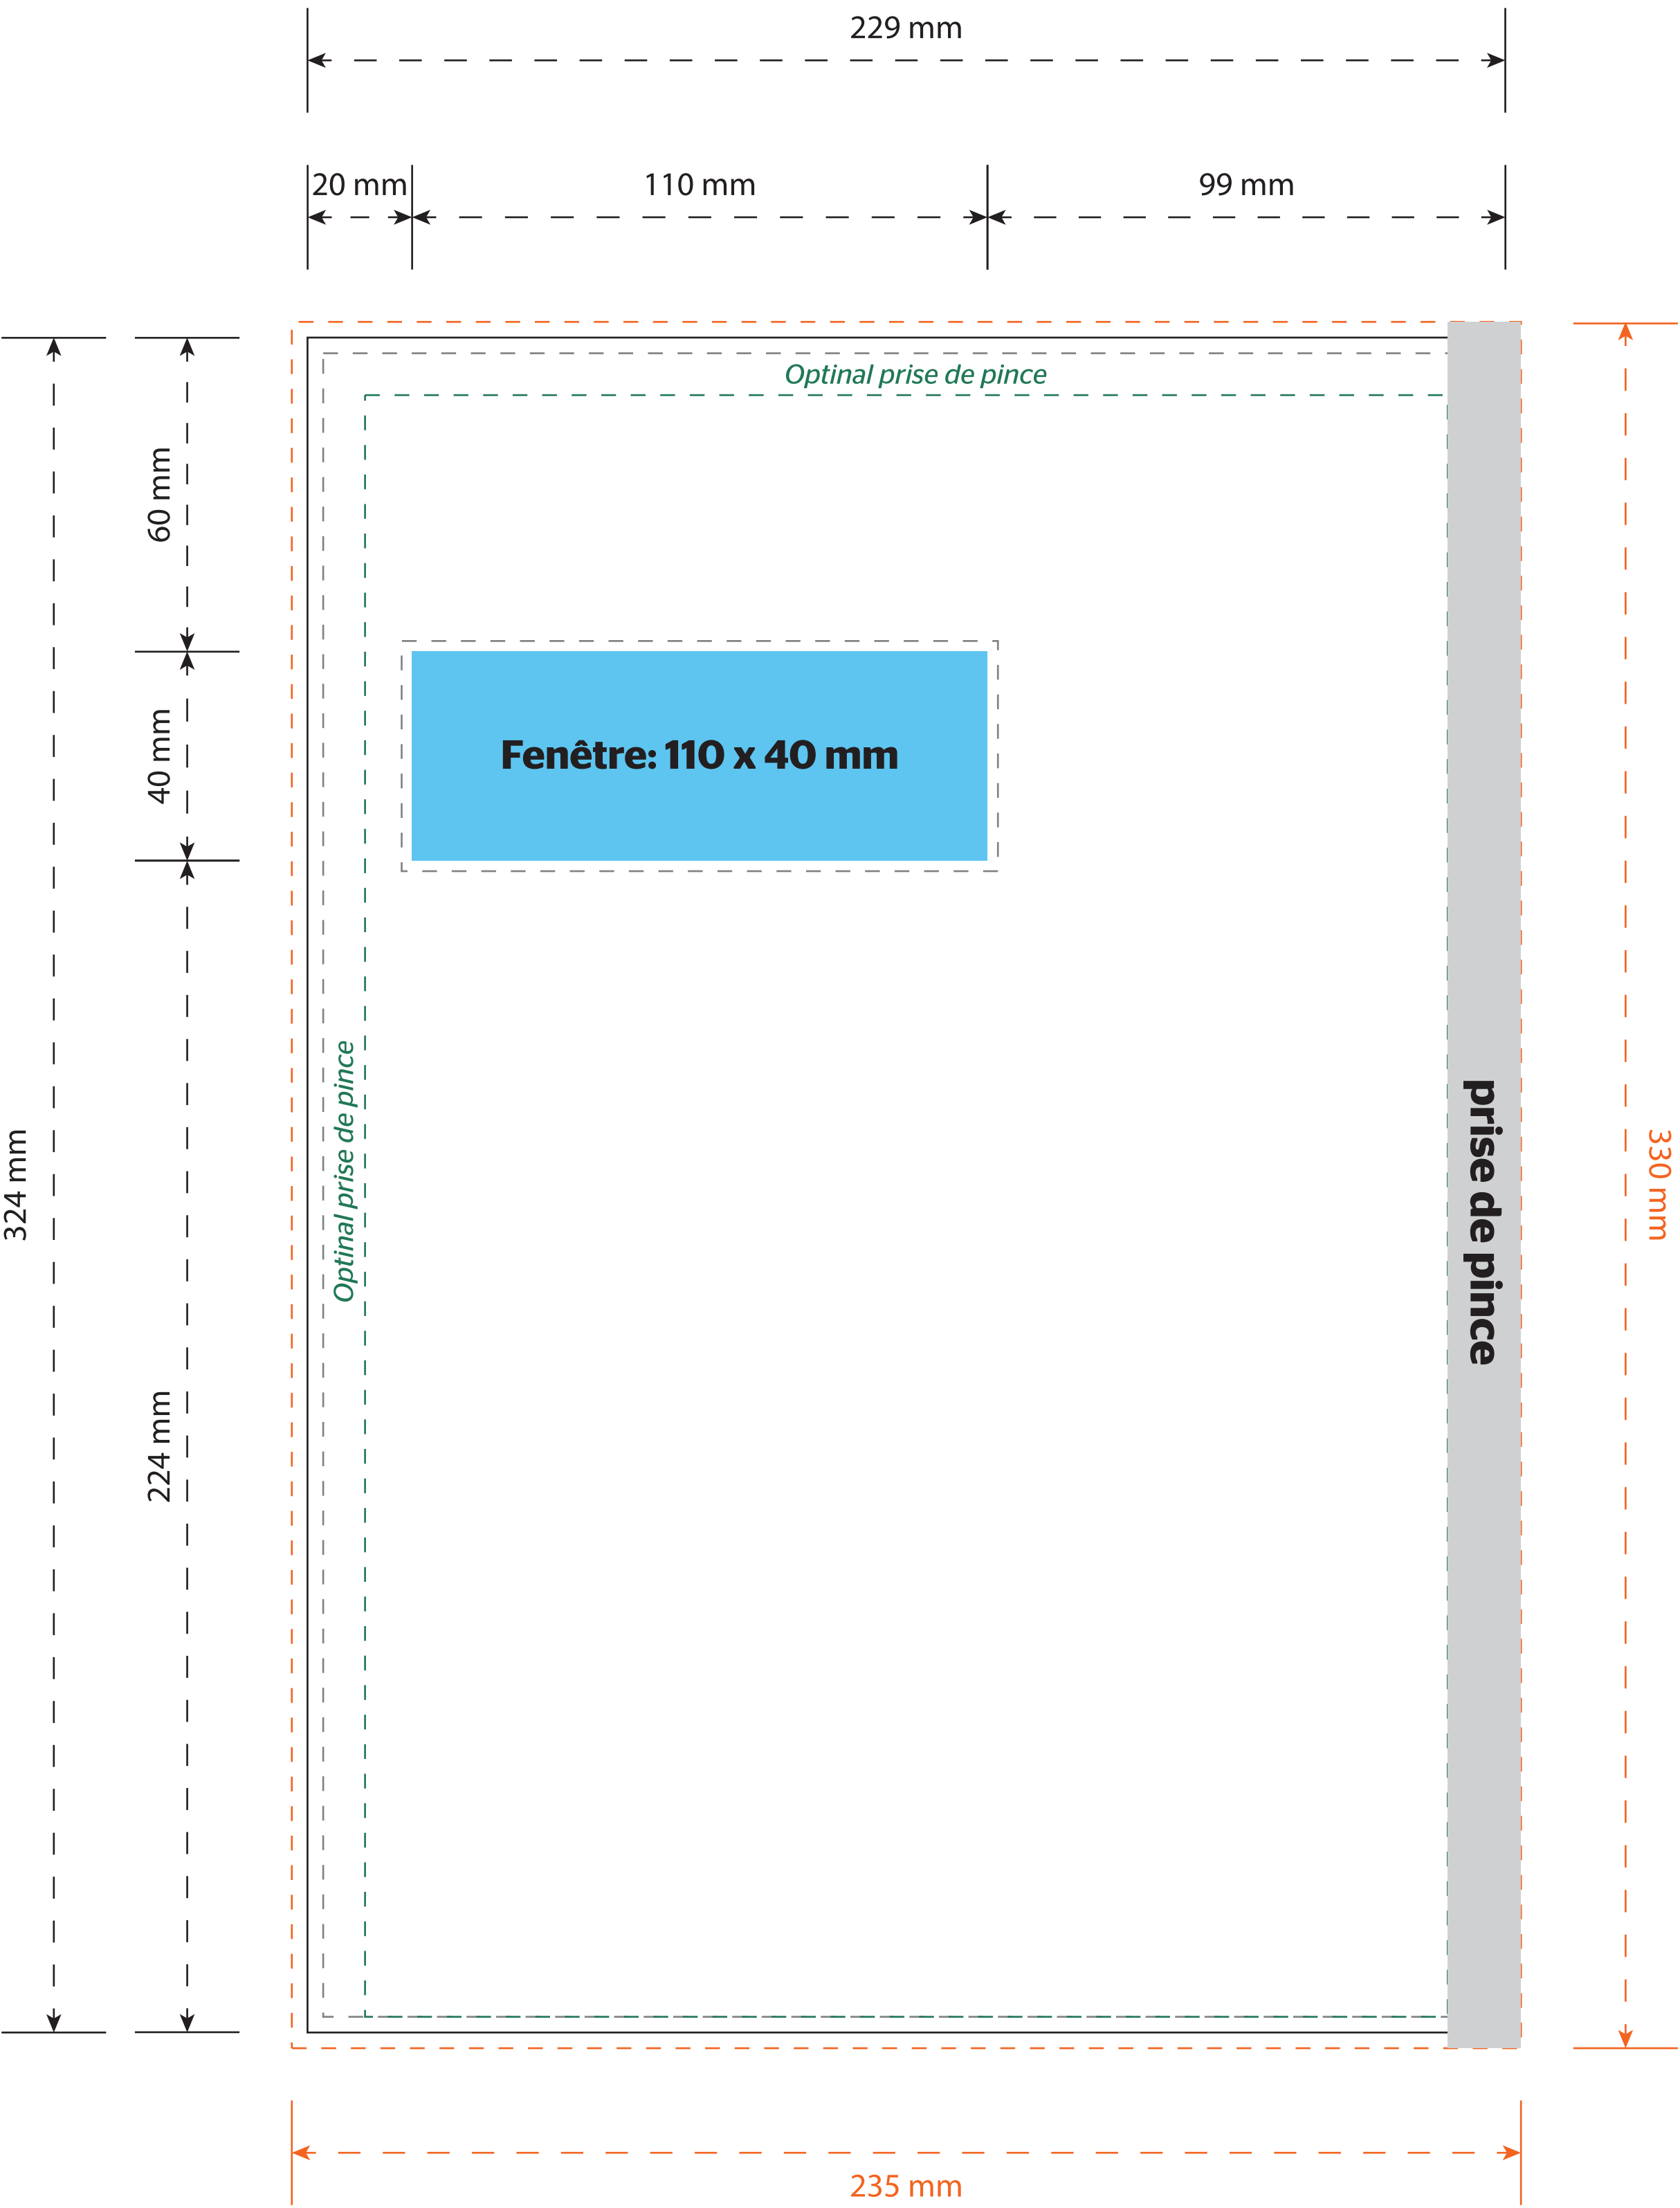 229 mm
20 mm
110 mm
99 mm
Optinal prise de pince
60 mm
40 mm
Fenêtre: 110 x 40 mm
Optinal prise de pince
prise de pince
324 mm
330 mm
224 mm
235 mm